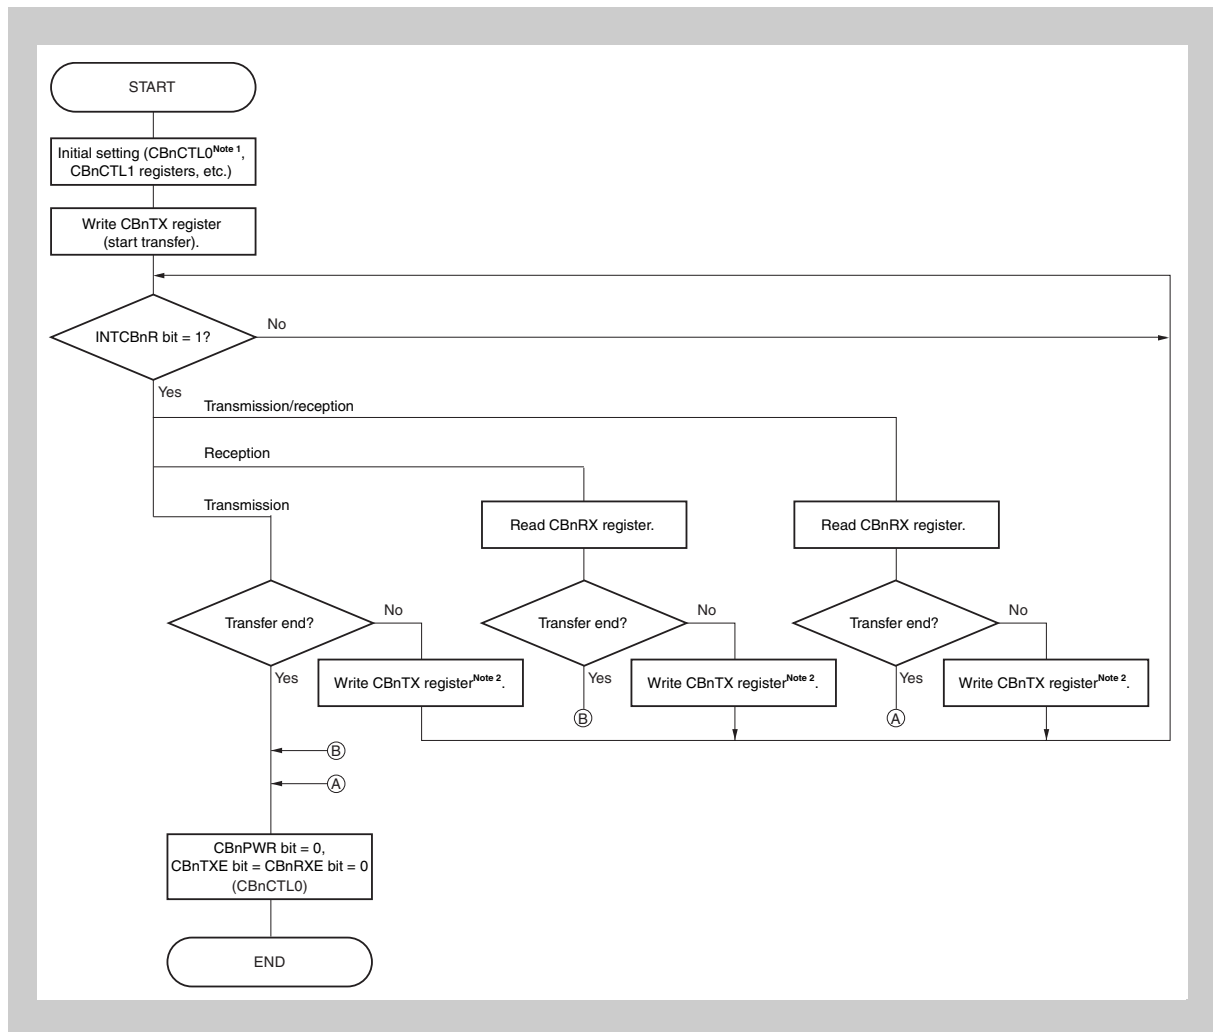 START
Initial setting (CBnCTL0Note 1,
CBnCTL1 registers, etc.)
Write CBnTX register
(start transfer).
INTCBnR bit = 1?
No
Yes
Transmission/reception
Reception
Transmission
Read CBnRX register.
Read CBnRX register.
Transfer end?
No
Transfer end?
No
Transfer end?
No
Yes
Write CBnTX registerNote 2.
Yes
Write CBnTX registerNote 2.
Yes
Write CBnTX registerNote 2.
B
A
B
A
CBnPWR bit = 0,
CBnTXE bit = CBnRXE bit = 0
(CBnCTL0)
END